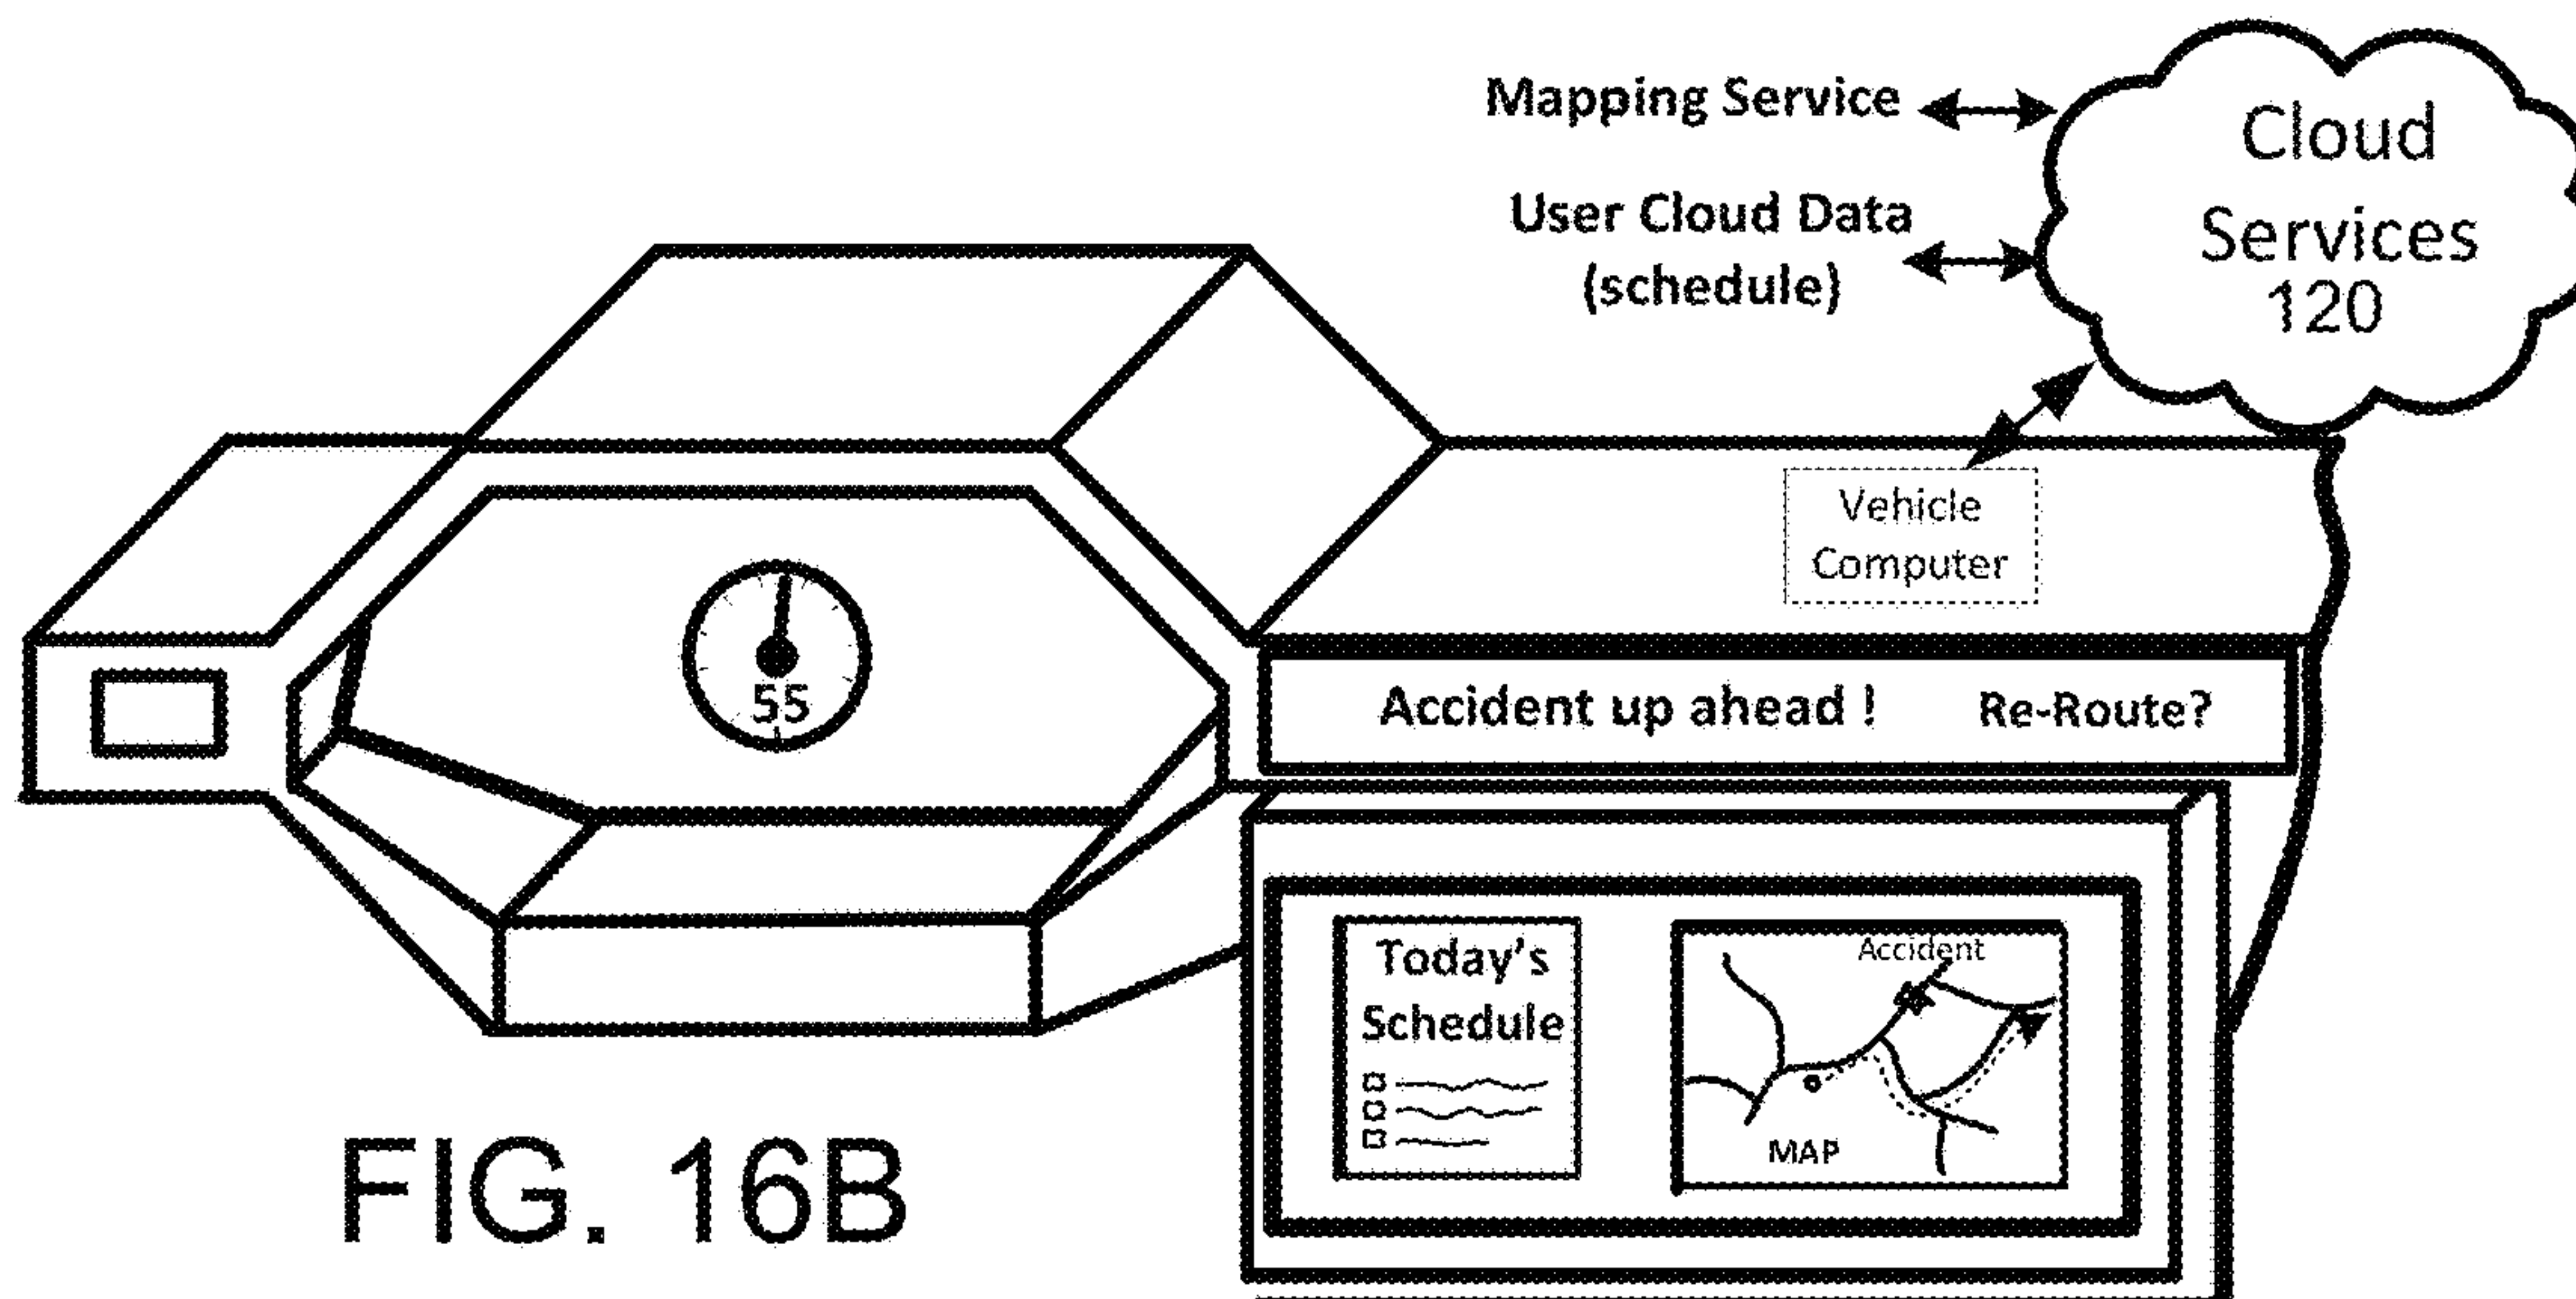 Mapping Service
Cloud
Services
120
User Cloud Data
(schedule)
Vehicle
Computer
55
Accident up ahead ! Re-Route?
Today's
Schedule
Accident
MAP
FIG. 16B